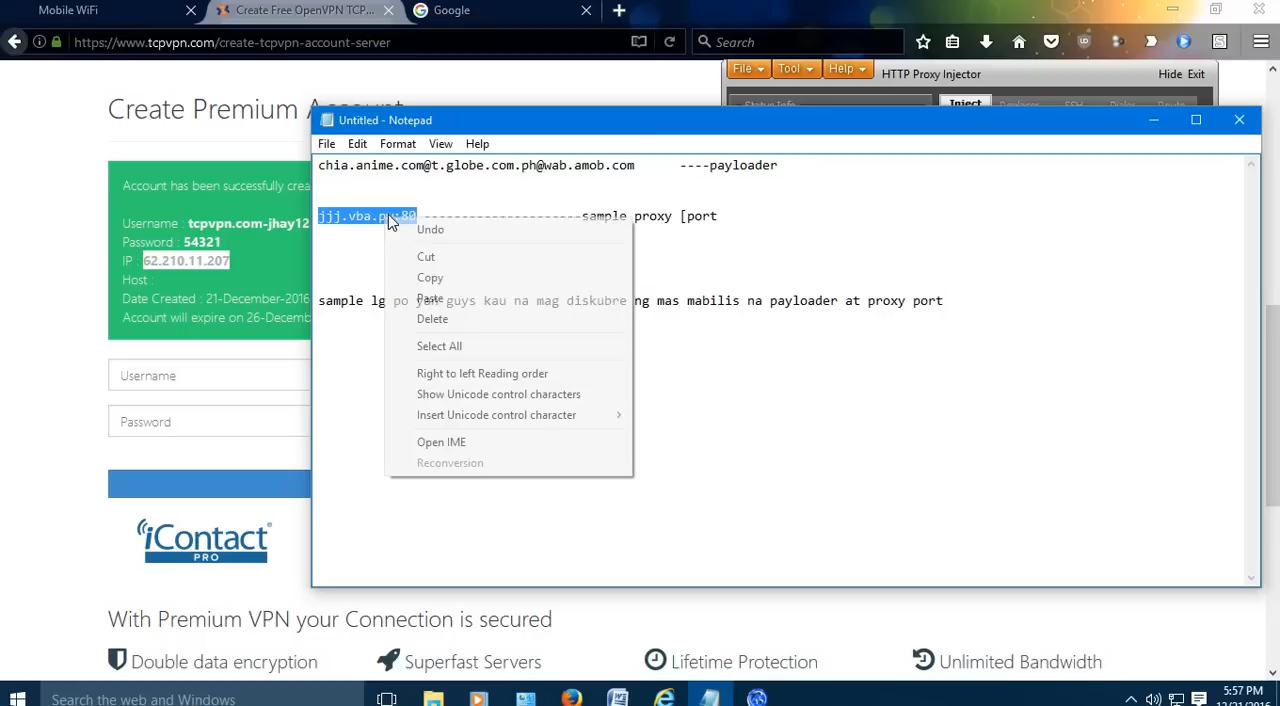 Mobile WiFi
Create Free OpenVPN TCP...
Google
https://www.tcpvpn.com/create-tcpvpn-account-server
Search
File
Tool
Help
HTTP Proxy Injector
Hide Exit
Inject
SSH
Create Premium Account
Untitled - Notepad
File Edit Format View Help
chia.anime.com@t.globe.com.ph@wab.amob.com ----payloader
Account has been successfully crea
Username : tcpvpn.com-jhay12
Password : 54321
IP : 62.210.11.207
Host :
Date Created : 21-December-2016
Account will expire on 26-Decemb
sample proxy [port
Undo
Cut
Copy
Paste
Delete
Select All
Right to left Reading order
Show Unicode control characters
Insert Unicode control character
Open IME
Reconversion
sample lg po yan guys kau na mag diskubre ng mas mabilis na payloader at proxy port
Username
Password
iContact
PRO
With Premium VPN your Connection is secured
Double data encryption
Superfast Servers
Lifetime Protection
Unlimited Bandwidth
Search the web and Windows
5:57 PM
12/21/2016